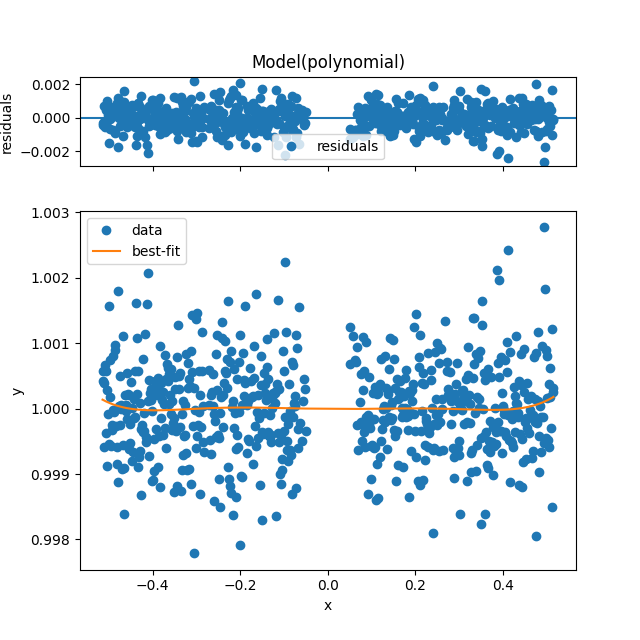 Model(polynomial)
0.002
0.000
−0.002
residuals
residuals
1.003
1.002
1.001
1.000
0.999
0.998
y
data
best-fit
−0.4
−0.2
0.0
0.2
0.4
x